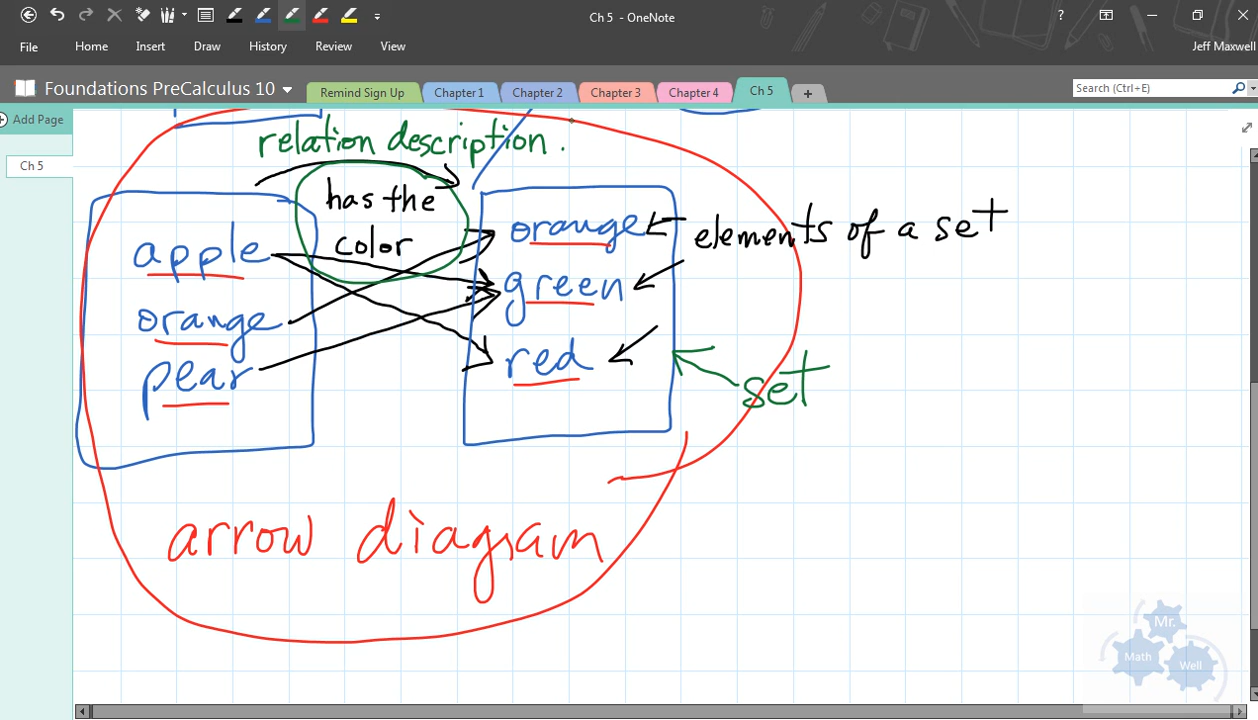 Ch 5 - OneNote
?
File Home Insert Draw History Review View
Jeff Maxwell
Foundations PreCalculus 10
Remind Sign Up
Chapter 1
Chapter 2
Chapter 3
Chapter 4
Ch 5
Search (Ctrl+E)
Add Page
Ch 5
relation description.
has the
color
apple
orange
pear
orange
green
red
elements of a set
set
arrow diagram
Mr.
Math
Well